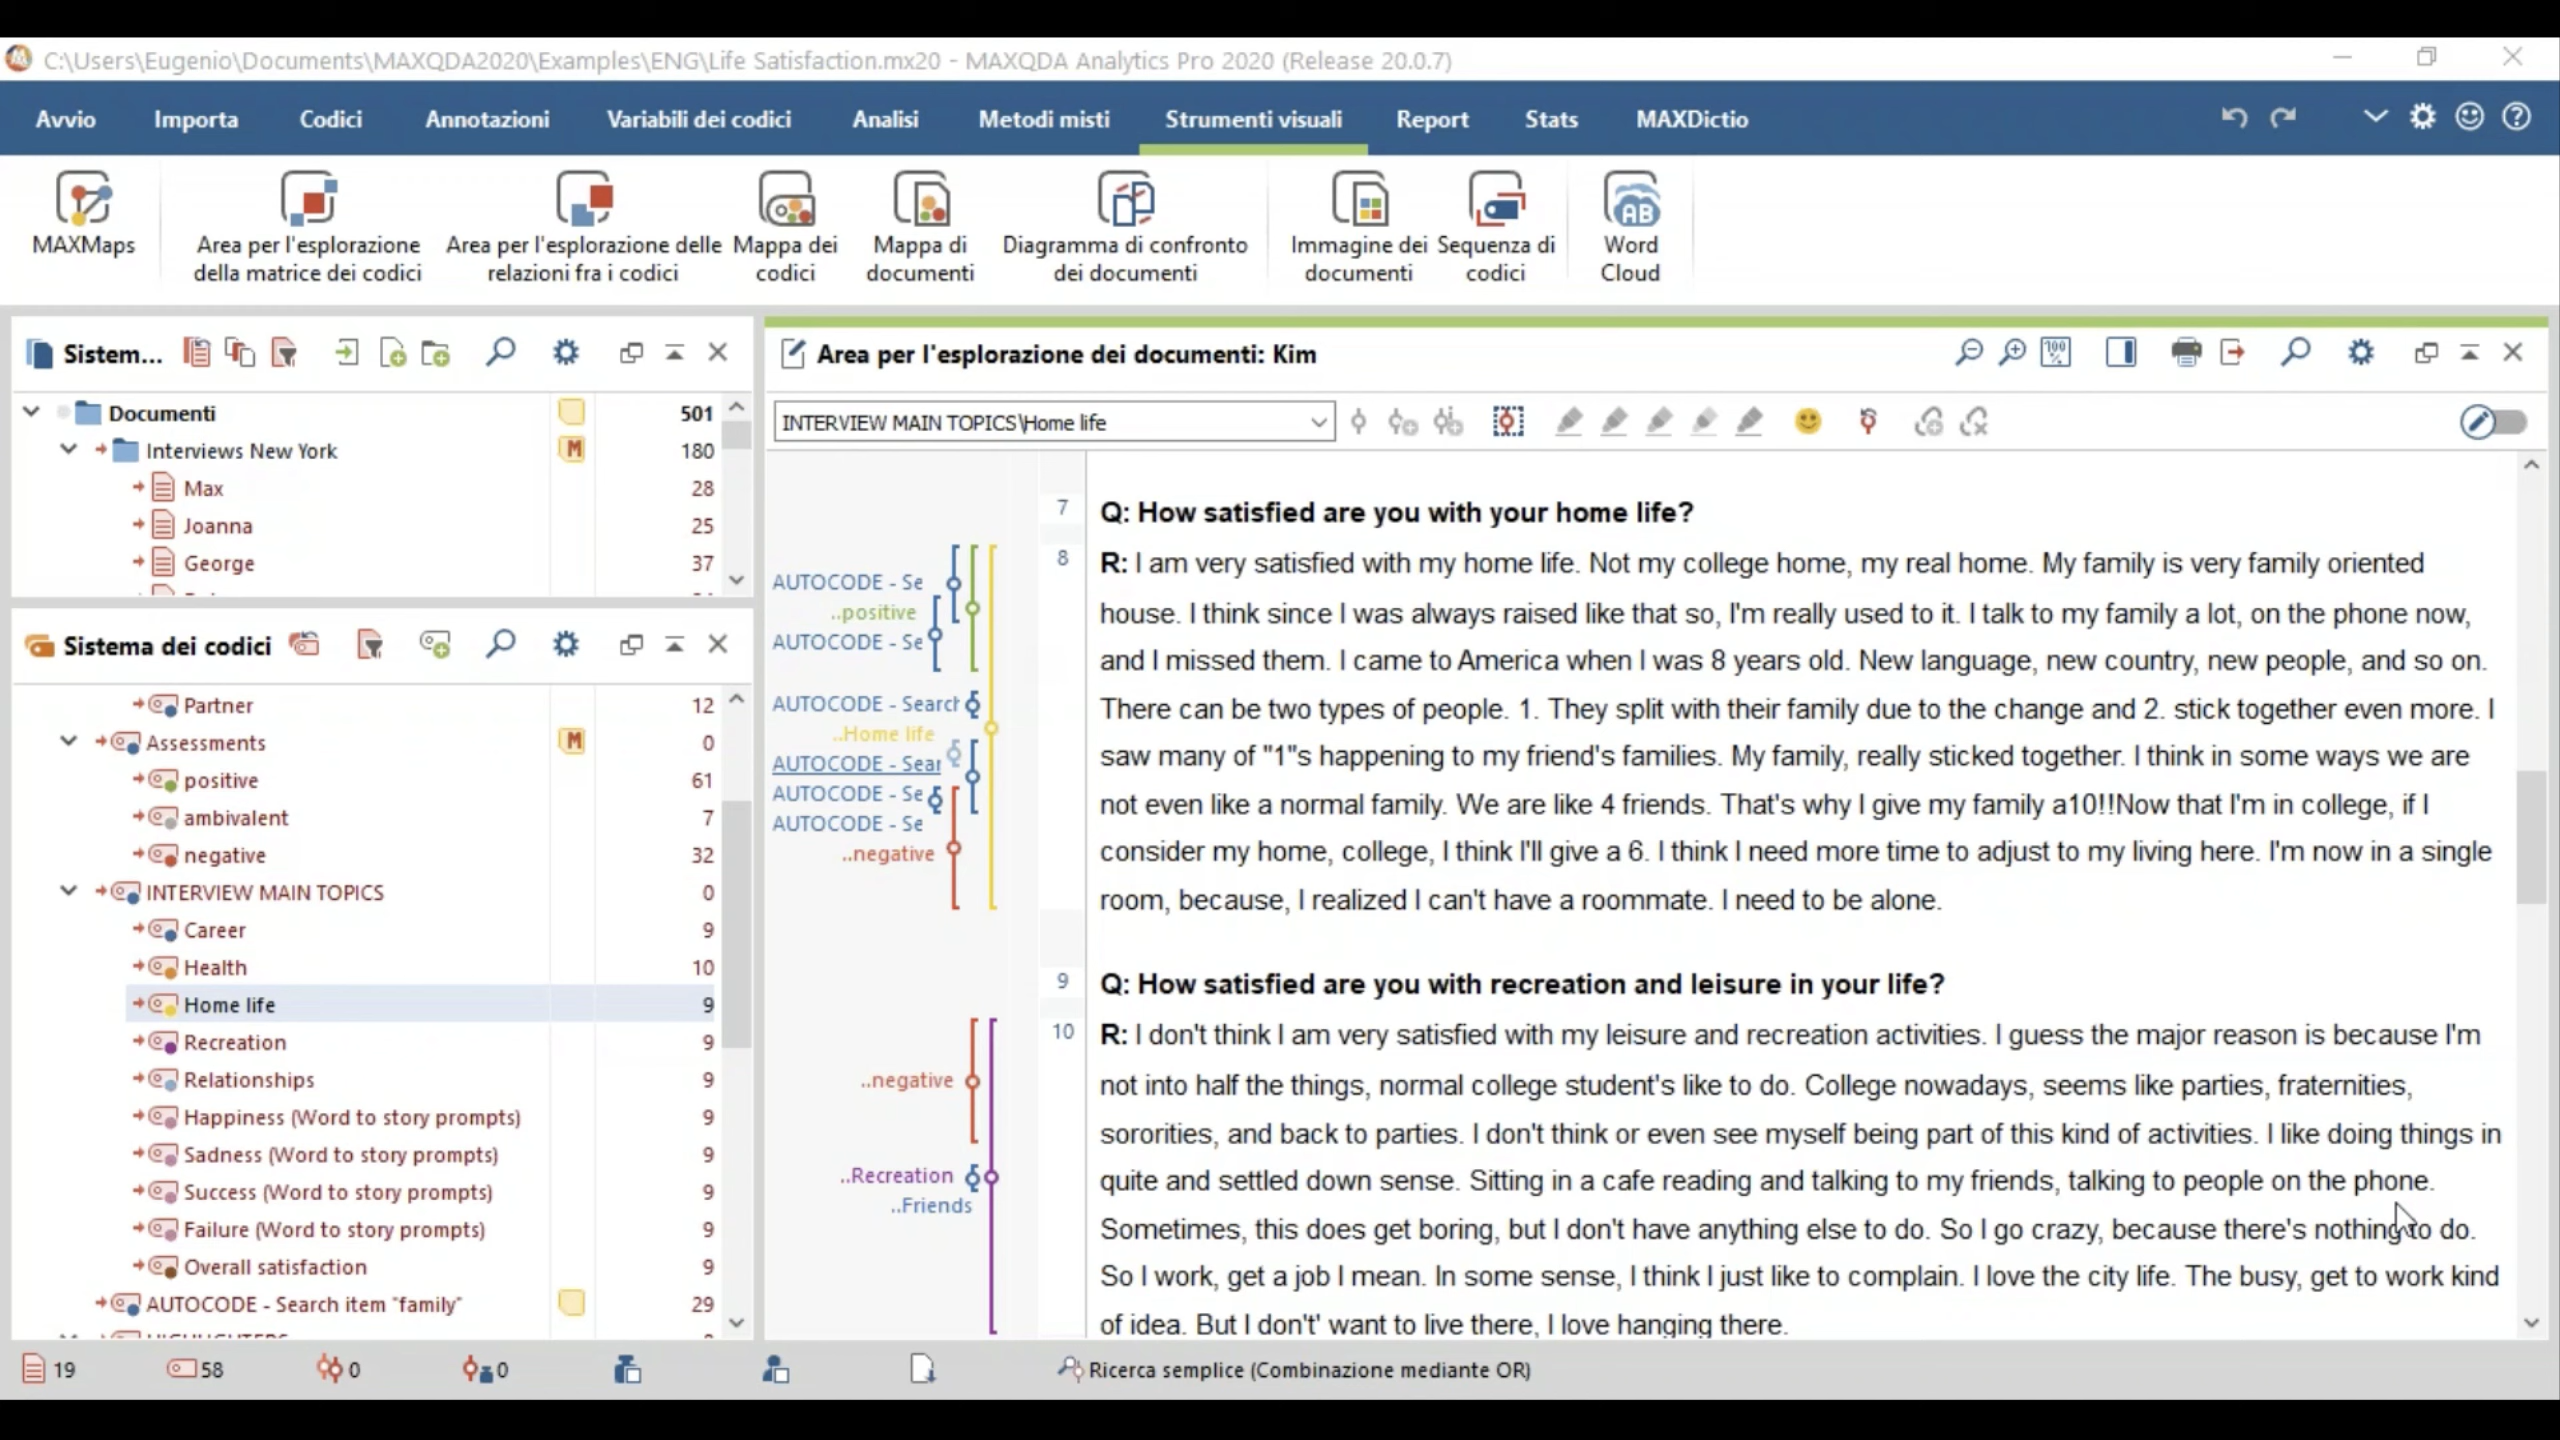 C:\Users\Eugenio\Documents\MAXQDA2020\Examples\ENG\Life Satisfaction.mx20 - MAXQDA Analytics Pro 2020 (Release 20.0.7)
Avvio Importa Codici Annotazioni Variabili dei codici Analisi Metodi misti Strumenti visuali Report Stats MAXDictio
MAXMaps
Area per l'esplorazione della matrice dei codici
Area per l'esplorazione delle relazioni fra i codici
Mappa dei codici
Mappa di documenti
Diagramma di confronto dei documenti
Immagine dei documenti
Sequenza di codici
Word Cloud
Sistem...
Documenti 501
Interviews New York M 180
Max 28
Joanna 25
George 37
Sistema dei codici
Partner 12
Assessments M 0
positive 61
ambivalent 7
negative 32
INTERVIEW MAIN TOPICS 0
Career 9
Health 10
Home life 9
Recreation 9
Relationships 9
Happiness (Word to story prompts) 9
Sadness (Word to story prompts) 9
Success (Word to story prompts) 9
Failure (Word to story prompts) 9
Overall satisfaction 9
AUTOCODE - Search item "family" 29
Area per l'esplorazione dei documenti: Kim
100 %
INTERVIEW MAIN TOPICS\Home life
AUTOCODE - Se
..positive
AUTOCODE - Se
AUTOCODE - Search
..Home life
AUTOCODE - Sear
AUTOCODE - Se
AUTOCODE - Se
..negative
..negative
..Recreation
..Friends
7 Q: How satisfied are you with your home life?
8 R: I am very satisfied with my home life. Not my college home, my real home. My family is very family oriented
house. I think since I was always raised like that so, I'm really used to it. I talk to my family a lot, on the phone now,
and I missed them. I came to America when I was 8 years old. New language, new country, new people, and so on.
There can be two types of people. 1. They split with their family due to the change and 2. stick together even more. I
saw many of "1"s happening to my friend's families. My family, really sticked together. I think in some ways we are
not even like a normal family. We are like 4 friends. That's why I give my family a10!!Now that I'm in college, if I
consider my home, college, I think I'll give a 6. I think I need more time to adjust to my living here. I'm now in a single
room, because, I realized I can't have a roommate. I need to be alone.
9 Q: How satisfied are you with recreation and leisure in your life?
10 R: I don't think I am very satisfied with my leisure and recreation activities. I guess the major reason is because I'm
not into half the things, normal college student's like to do. College nowadays, seems like parties, fraternities,
sororities, and back to parties. I don't think or even see myself being part of this kind of activities. I like doing things in
quite and settled down sense. Sitting in a cafe reading and talking to my friends, talking to people on the phone.
Sometimes, this does get boring, but I don't have anything else to do. So I go crazy, because there's nothing to do.
So I work, get a job I mean. In some sense, I think I just like to complain. I love the city life. The busy, get to work kind
of idea. But I don't' want to live there, I love hanging there.
19 58 0 0 Ricerca semplice (Combinazione mediante OR)